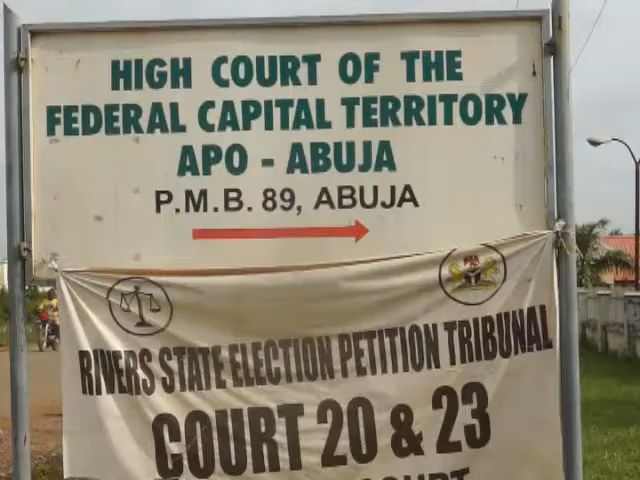 HIGH COURT OF THE
FEDERAL CAPITAL TERRITORY
APO - ABUJA
P.M.B. 89, ABUJA
RIVERS STATE ELECTION PETITION TRIBUNAL
COURT 20 & 23
COURT